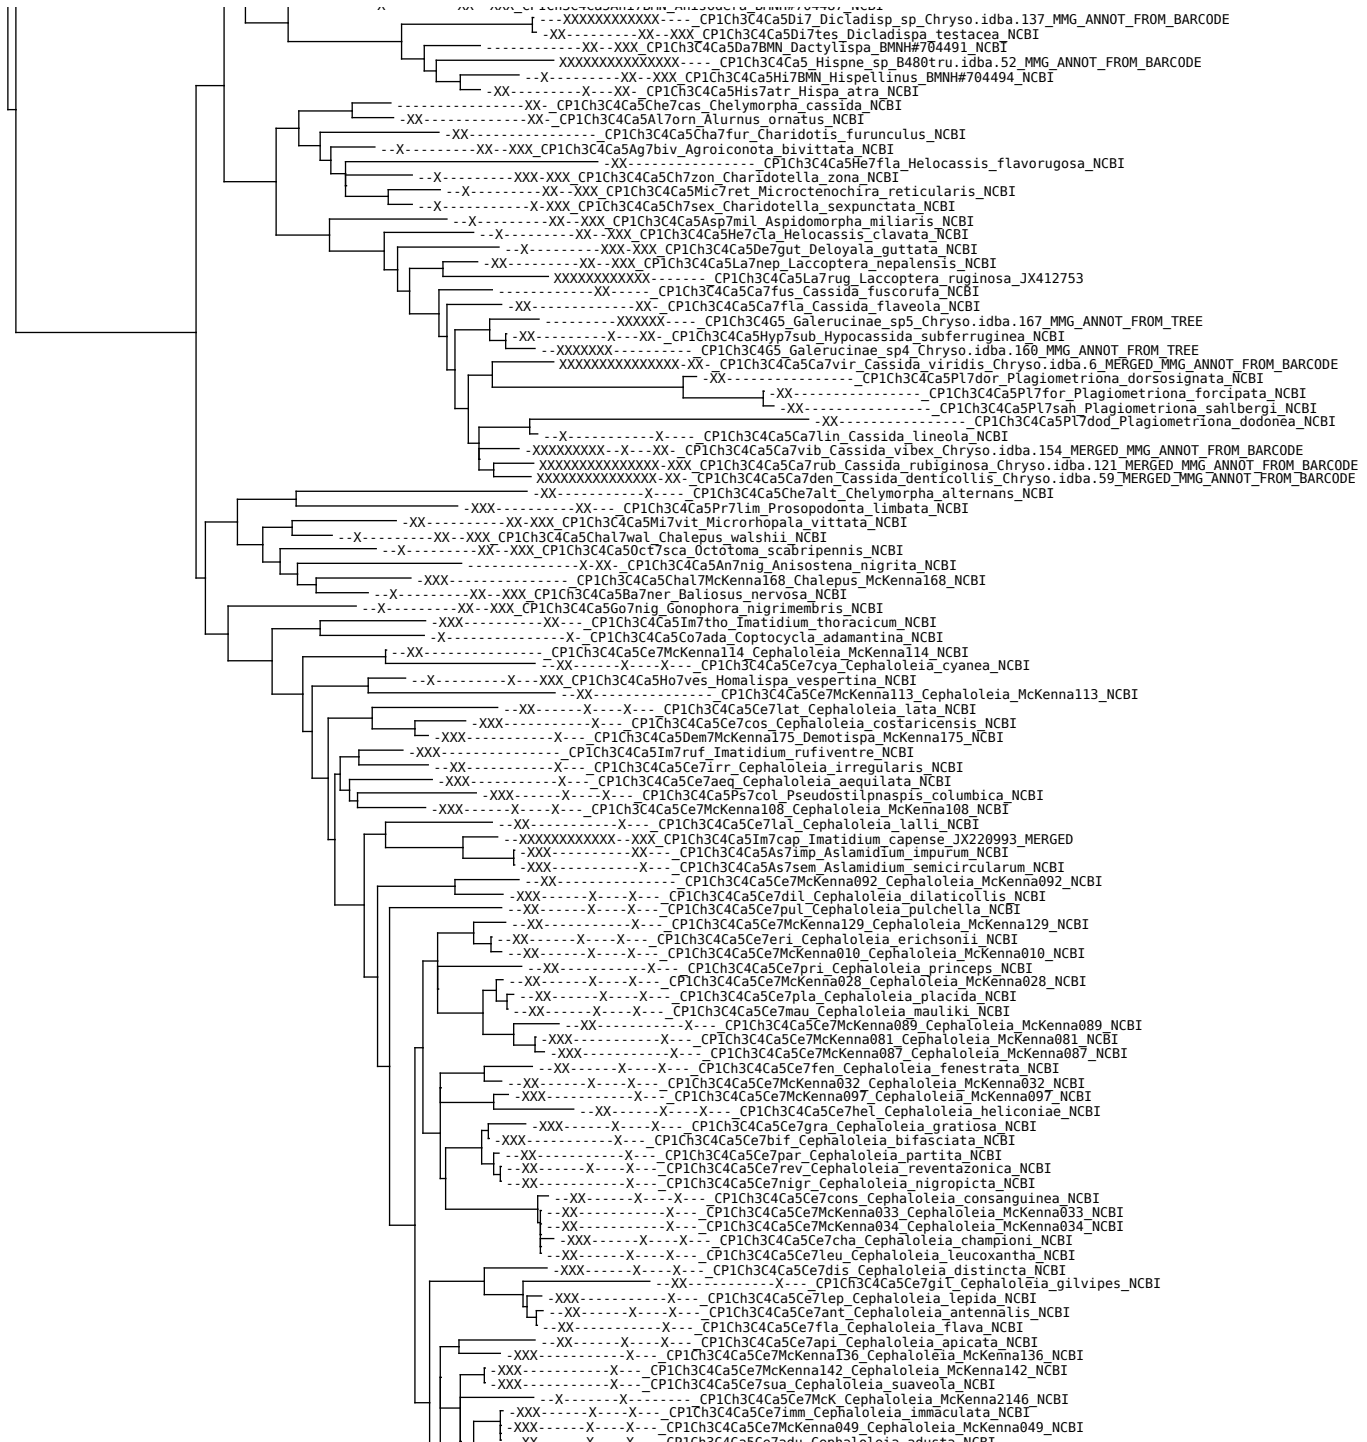 ---XXXXXXXXXXXX----_CP1Ch3C4Ca5Di7_Dicladisp_sp_Chryso.idba.137_MMG_ANNOT_FROM_BARCODE
-XX---------XX--XXX_CP1Ch3C4Ca5Di7tes_Dicladispa_testacea_NCBI
------------XX--XXX_CP1Ch3C4Ca5Da7BMN_Dactylispa_BMNH#704491_NCBI
XXXXXXXXXXXXXXX----_CP1Ch3C4Ca5_Hispne_sp_B480tru.idba.52_MMG_ANNOT_FROM_BARCODE
--X---------XX--XXX_CP1Ch3C4Ca5Hi7BMN_Hispellinus_BMNH#704494_NCBI
-XX---------X---XX-_CP1Ch3C4Ca5His7atr_Hispa_atra_NCBI
----------------XX-_CP1Ch3C4Ca5Che7cas_Chelymorpha_cassida_NCBI
-XX-------------XX-_CP1Ch3C4Ca5Al7orn_Alurnus_ornatus_NCBI
-XX----------------_CP1Ch3C4Ca5Cha7fur_Charidotis_furunculus_NCBI
--X---------XX--XXX_CP1Ch3C4Ca5Ag7biv_Agroiconota_bivittata_NCBI
-XX----------------_CP1Ch3C4Ca5He7fla_Helocassis_flavorugosa_NCBI
--X---------XXX-XXX_CP1Ch3C4Ca5Ch7zon_Charidotella_zona_NCBI
--X---------XX--XXX_CP1Ch3C4Ca5Mic7ret_Microctenochira_reticularis_NCBI
--X-----------X-XXX_CP1Ch3C4Ca5Ch7sex_Charidotella_sexpunctata_NCBI
--X---------XX--XXX_CP1Ch3C4Ca5Asp7mil_Aspidomorpha_miliaris_NCBI
--X---------XX--XXX_CP1Ch3C4Ca5He7cla_Helocassis_clavata_NCBI
--X---------XXX-XXX_CP1Ch3C4Ca5De7gut_Deloyala_guttata_NCBI
-XX---------XX--XXX_CP1Ch3C4Ca5La7nep_Laccoptera_nepalensis_NCBI
XXXXXXXXXXXX-------_CP1Ch3C4Ca5La7rug_Laccoptera_ruginosa_JX412753
------------XX-----_CP1Ch3C4Ca5Ca7fus_Cassida_fuscorufa_NCBI
-XX-------------XX-_CP1Ch3C4Ca5Ca7fla_Cassida_flaveola_NCBI
---------XXXXXX----_CP1Ch3C4G5_Galerucinae_sp5_Chryso.idba.167_MMG_ANNOT_FROM_TREE
-XX---------X---XX-_CP1Ch3C4Ca5Hyp7sub_Hypocassida_subferruginea_NCBI
--XXXXXXX----------_CP1Ch3C4G5_Galerucinae_sp4_Chryso.idba.160_MMG_ANNOT_FROM_TREE
XXXXXXXXXXXXXXX-XX-_CP1Ch3C4Ca5Ca7vir_Cassida_viridis_Chryso.idba.6_MERGED_MMG_ANNOT_FROM_BARCODE
-XX----------------_CP1Ch3C4Ca5Pl7dor_Plagiometriona_dorsosignata_NCBI
-XX----------------_CP1Ch3C4Ca5Pl7for_Plagiometriona_forcipata_NCBI
-XX----------------_CP1Ch3C4Ca5Pl7sah_Plagiometriona_sahlbergi_NCBI
-XX----------------_CP1Ch3C4Ca5Pl7dod_Plagiometriona_dodonea_NCBI
--X-----------X----_CP1Ch3C4Ca5Ca7lin_Cassida_lineola_NCBI
-XXXXXXXXX--X---XX-_CP1Ch3C4Ca5Ca7vib_Cassida_vibex_Chryso.idba.154_MERGED_MMG_ANNOT_FROM_BARCODE
XXXXXXXXXXXXXXX-XXX_CP1Ch3C4Ca5Ca7rub_Cassida_rubiginosa_Chryso.idba.121_MERGED_MMG_ANNOT_FROM_BARCODE
XXXXXXXXXXXXXXX-XX-_CP1Ch3C4Ca5Ca7den_Cassida_denticollis_Chryso.idba.59_MERGED_MMG_ANNOT_FROM_BARCODE
-XX-----------X----_CP1Ch3C4Ca5Che7alt_Chelymorpha_alternans_NCBI
-XXX----------XX---_CP1Ch3C4Ca5Pr7lim_Prosopodonta_limbata_NCBI
-XX----------XX-XXX_CP1Ch3C4Ca5Mi7vit_Microrhopala_vittata_NCBI
--X---------XX--XXX_CP1Ch3C4Ca5Chal7wal_Chalepus_walshii_NCBI
--X---------XX--XXX_CP1Ch3C4Ca5Oct7sca_Octotoma_scabripennis_NCBI
--------------X-XX-_CP1Ch3C4Ca5An7nig_Anisostena_nigrita_NCBI
-XXX---------------_CP1Ch3C4Ca5Chal7McKenna168_Chalepus_McKenna168_NCBI
--X---------XX--XXX_CP1Ch3C4Ca5Ba7ner_Baliosus_nervosa_NCBI
--X---------XX--XXX_CP1Ch3C4Ca5Go7nig_Gonophora_nigrimembris_NCBI
-XXX----------XX---_CP1Ch3C4Ca5Im7tho_Imatidium_thoracicum_NCBI
-X---------------X-_CP1Ch3C4Ca5Co7ada_Coptocycla_adamantina_NCBI
--XX---------------_CP1Ch3C4Ca5Ce7McKenna114_Cephaloleia_McKenna114_NCBI
--XX------X----X---_CP1Ch3C4Ca5Ce7cya_Cephaloleia_cyanea_NCBI
--X---------X---XXX_CP1Ch3C4Ca5Ho7ves_Homalispa_vespertina_NCBI
--XX---------------_CP1Ch3C4Ca5Ce7McKenna113_Cephaloleia_McKenna113_NCBI
--XX------X----X---_CP1Ch3C4Ca5Ce7lat_Cephaloleia_lata_NCBI
-XXX-----------X---_CP1Ch3C4Ca5Ce7cos_Cephaloleia_costaricensis_NCBI
-XXX-----------X---_CP1Ch3C4Ca5Dem7McKenna175_Demotispa_McKenna175_NCBI
-XXX---------------_CP1Ch3C4Ca5Im7ruf_Imatidium_rufiventre_NCBI
--XX-----------X---_CP1Ch3C4Ca5Ce7irr_Cephaloleia_irregularis_NCBI
-XXX-----------X---_CP1Ch3C4Ca5Ce7aeq_Cephaloleia_aequilata_NCBI
-XXX------X----X---_CP1Ch3C4Ca5Ps7col_Pseudostilpnaspis_columbica_NCBI
-XXX------X----X---_CP1Ch3C4Ca5Ce7McKenna108_Cephaloleia_McKenna108_NCBI
--XX-----------X---_CP1Ch3C4Ca5Ce7lal_Cephaloleia_lalli_NCBI
--XXXXXXXXXXXX--XXX_CP1Ch3C4Ca5Im7cap_Imatidium_capense_JX220993_MERGED
-XXX----------XX---_CP1Ch3C4Ca5As7imp_Aslamidium_impurum_NCBI
-XXX-----------X---_CP1Ch3C4Ca5As7sem_Aslamidium_semicircularum_NCBI
--XX---------------_CP1Ch3C4Ca5Ce7McKenna092_Cephaloleia_McKenna092_NCBI
-XXX------X----X---_CP1Ch3C4Ca5Ce7dil_Cephaloleia_dilaticollis_NCBI
--XX------X----X---_CP1Ch3C4Ca5Ce7pul_Cephaloleia_pulchella_NCBI
--XX-----------X---_CP1Ch3C4Ca5Ce7McKenna129_Cephaloleia_McKenna129_NCBI
--XX------X----X---_CP1Ch3C4Ca5Ce7eri_Cephaloleia_erichsonii_NCBI
--XX------X----X---_CP1Ch3C4Ca5Ce7McKenna010_Cephaloleia_McKenna010_NCBI
--XX-----------X---_CP1Ch3C4Ca5Ce7pri_Cephaloleia_princeps_NCBI
--XX------X----X---_CP1Ch3C4Ca5Ce7McKenna028_Cephaloleia_McKenna028_NCBI
--XX------X----X---_CP1Ch3C4Ca5Ce7pla_Cephaloleia_placida_NCBI
--XX------X----X---_CP1Ch3C4Ca5Ce7mau_Cephaloleia_mauliki_NCBI
--XX-----------X---_CP1Ch3C4Ca5Ce7McKenna089_Cephaloleia_McKenna089_NCBI
-XXX-----------X---_CP1Ch3C4Ca5Ce7McKenna081_Cephaloleia_McKenna081_NCBI
-XXX-----------X---_CP1Ch3C4Ca5Ce7McKenna087_Cephaloleia_McKenna087_NCBI
--XX------X----X---_CP1Ch3C4Ca5Ce7fen_Cephaloleia_fenestrata_NCBI
--XX------X----X---_CP1Ch3C4Ca5Ce7McKenna032_Cephaloleia_McKenna032_NCBI
-XXX-----------X---_CP1Ch3C4Ca5Ce7McKenna097_Cephaloleia_McKenna097_NCBI
--XX------X----X---_CP1Ch3C4Ca5Ce7hel_Cephaloleia_heliconiae_NCBI
-XXX------X----X---_CP1Ch3C4Ca5Ce7gra_Cephaloleia_gratiosa_NCBI
-XXX-----------X---_CP1Ch3C4Ca5Ce7bif_Cephaloleia_bifasciata_NCBI
--XX-----------X---_CP1Ch3C4Ca5Ce7par_Cephaloleia_partita_NCBI
--XX------X----X---_CP1Ch3C4Ca5Ce7rev_Cephaloleia_reventazonica_NCBI
--XX-----------X---_CP1Ch3C4Ca5Ce7nigr_Cephaloleia_nigropicta_NCBI
--XX------X----X---_CP1Ch3C4Ca5Ce7cons_Cephaloleia_consanguinea_NCBI
--XX-----------X---_CP1Ch3C4Ca5Ce7McKenna033_Cephaloleia_McKenna033_NCBI
--XX-----------X---_CP1Ch3C4Ca5Ce7McKenna034_Cephaloleia_McKenna034_NCBI
-XXX------X----X---_CP1Ch3C4Ca5Ce7cha_Cephaloleia_championi_NCBI
--XX------X----X---_CP1Ch3C4Ca5Ce7leu_Cephaloleia_leucoxantha_NCBI
-XXX------X----X---_CP1Ch3C4Ca5Ce7dis_Cephaloleia_distincta_NCBI
--XX-----------X---_CP1Ch3C4Ca5Ce7gil_Cephaloleia_gilvipes_NCBI
-XXX-----------X---_CP1Ch3C4Ca5Ce7lep_Cephaloleia_lepida_NCBI
--XX------X----X---_CP1Ch3C4Ca5Ce7ant_Cephaloleia_antennalis_NCBI
--XX-----------X---_CP1Ch3C4Ca5Ce7fla_Cephaloleia_flava_NCBI
--XX------X----X---_CP1Ch3C4Ca5Ce7api_Cephaloleia_apicata_NCBI
-XXX-----------X---_CP1Ch3C4Ca5Ce7McKenna136_Cephaloleia_McKenna136_NCBI
-XXX-----------X---_CP1Ch3C4Ca5Ce7McKenna142_Cephaloleia_McKenna142_NCBI
-XXX-----------X---_CP1Ch3C4Ca5Ce7sua_Cephaloleia_suaveola_NCBI
--X-------X--------_CP1Ch3C4Ca5Ce7McK_Cephaloleia_McKenna2146_NCBI
-XXX------X----X---_CP1Ch3C4Ca5Ce7imm_Cephaloleia_immaculata_NCBI
-XXX------X----X---_CP1Ch3C4Ca5Ce7McKenna049_Cephaloleia_McKenna049_NCBI